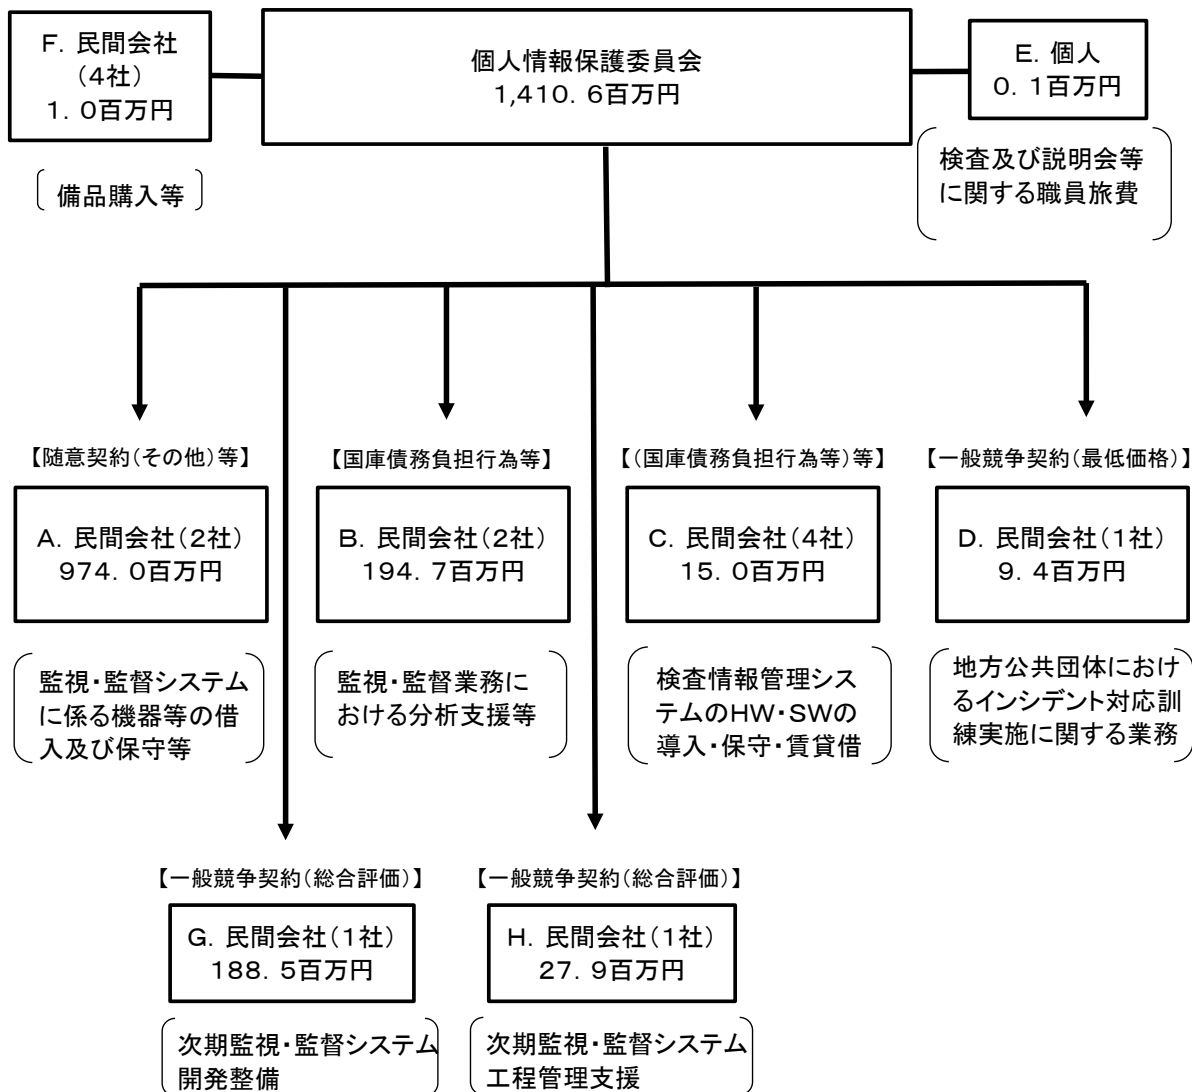 F. 民間会社
(4社)
1. 0百万円
個人情報保護委員会
1,410. 6百万円
E. 個人
0. 1百万円
備品購入等
検査及び説明会等
に関する職員旅費
【随意契約(その他)等】
【国庫債務負担行為等】
【(国庫債務負担行為等)等】
【一般競争契約(最低価格)】
A. 民間会社(2社)
974. 0百万円
B. 民間会社(2社)
194. 7百万円
C. 民間会社(4社)
15. 0百万円
D. 民間会社(1社)
9. 4百万円
監視・監督システム
に係る機器等の借
入及び保守等
監視・監督業務に
おける分析支援等
検査情報管理シス
テムのHW・SWの
導入・保守・賃貸借
地方公共団体におけ
るインシデント対応訓
練実施に関する業務
【一般競争契約(総合評価)】
【一般競争契約(総合評価)】
G. 民間会社(1社)
188. 5百万円
H. 民間会社(1社)
27. 9百万円
次期監視・監督システム
開発整備
次期監視・監督システム
工程管理支援